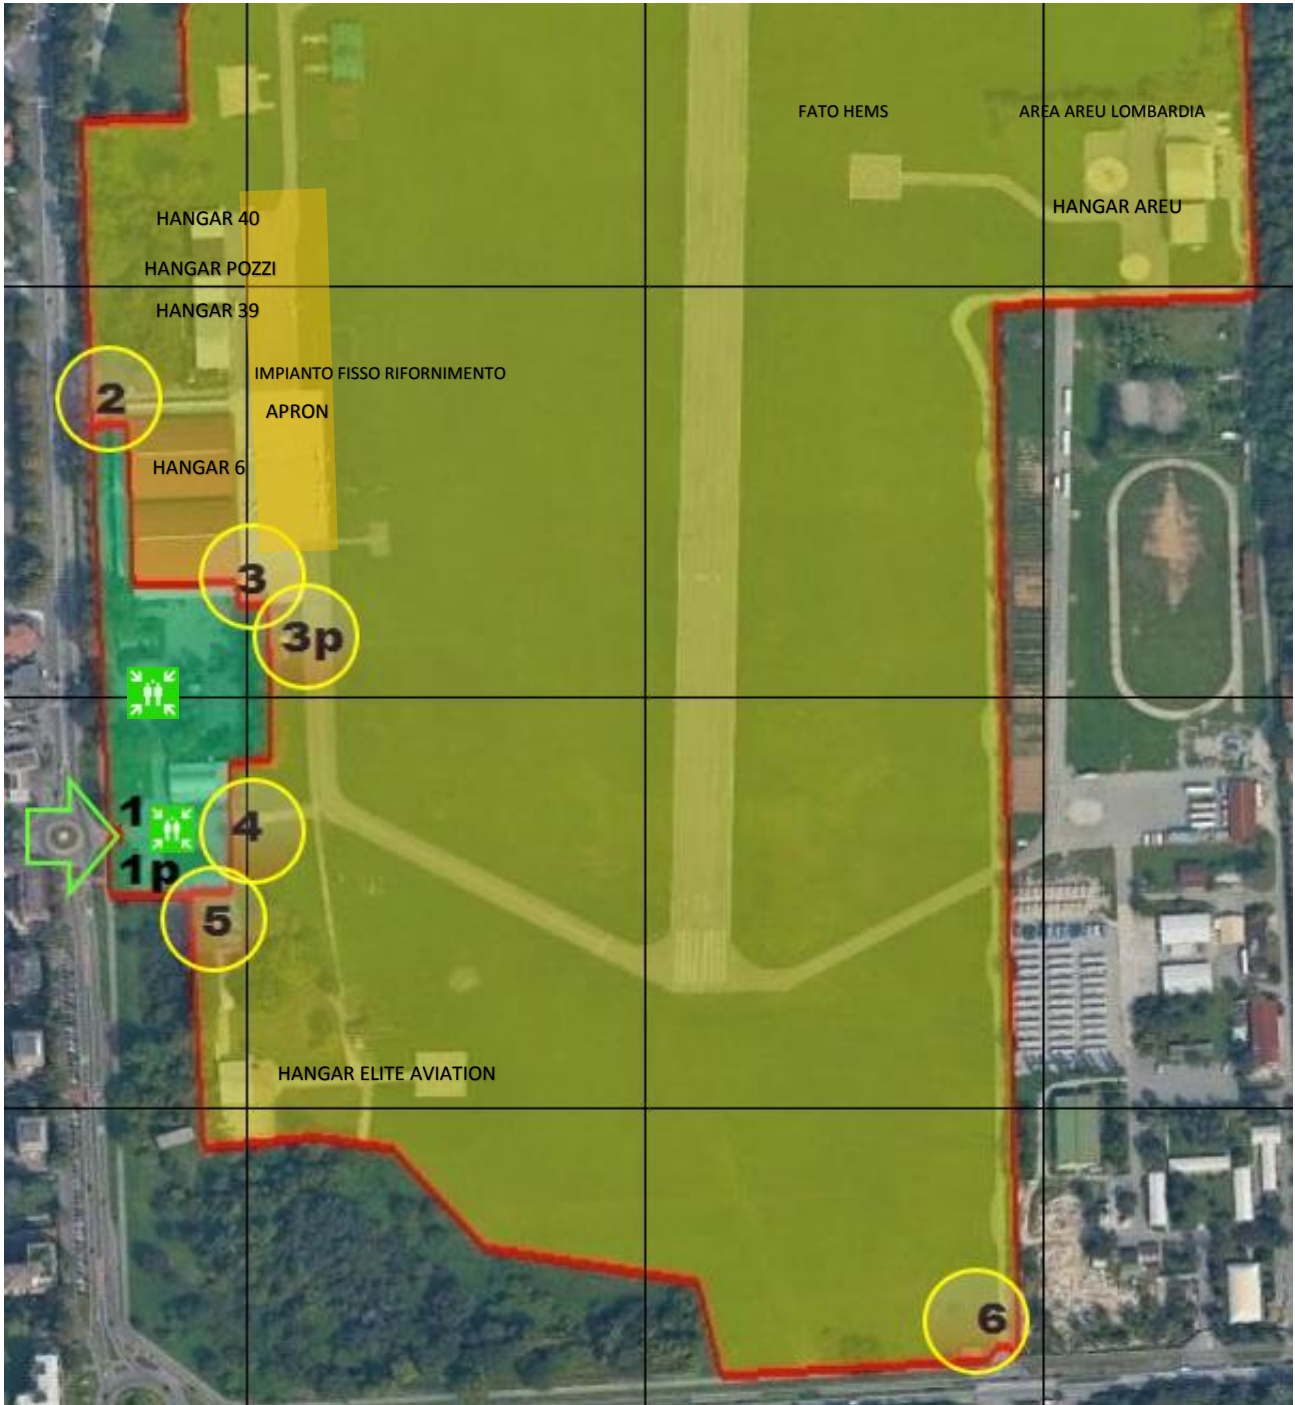 FATO HEMS
AREA AREU LOMBARDIA
HANGAR AREU
HANGAR 40
HANGAR POZZI
HANGAR 39
IMPIANTO FISSO RIFORNIMENTO
2
APRON
HANGAR 6
3
3p
1
4
1p
5
HANGAR ELITE AVIATION
6